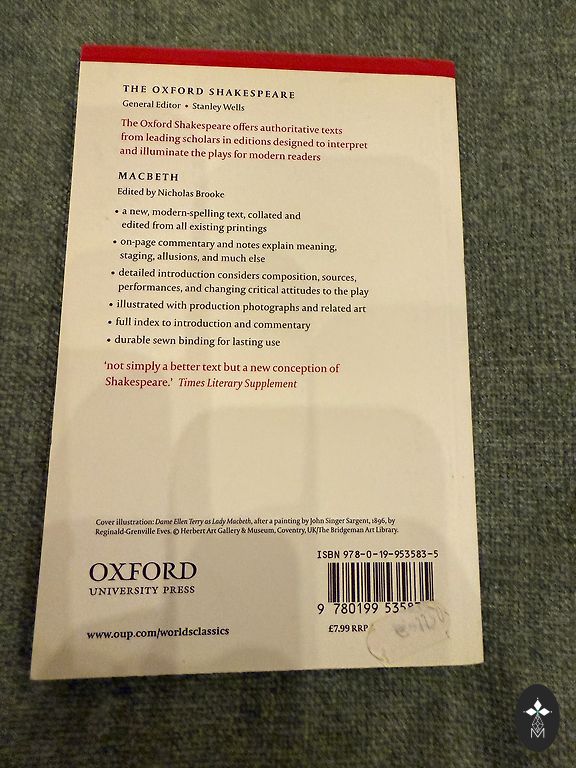 THE OXFORD SHAKESPEARE
General Editor • Stanley Wells
The Oxford Shakespeare offers authoritative texts
from leading scholars in editions designed to interpret
and illuminate the plays for modern readers
MACBETH
Edited by Nicholas Brooke
• a new, modern-spelling text, collated and
edited from all existing printings
• on-page commentary and notes explain meaning,
staging, allusions, and much else
• detailed introduction considers composition, sources,
performances, and changing critical attitudes to the play
• illustrated with production photographs and related art
• full index to introduction and commentary
• durable sewn binding for lasting use
'not simply a better text but a new conception of
Shakespeare.' Times Literary Supplement
Cover illustration: Dame Ellen Terry as Lady Macbeth, after a painting by John Singer Sargent, 1896, by
Reginald-Grenville Eves. © Herbert Art Gallery & Museum, Coventry, UK/The Bridgeman Art Library.
ISBN 978-0-19-953583-5
OXFORD
UNIVERSITY PRESS
9 780199 53583
www.oup.com/worldsclassics
£7.99 RRP
M